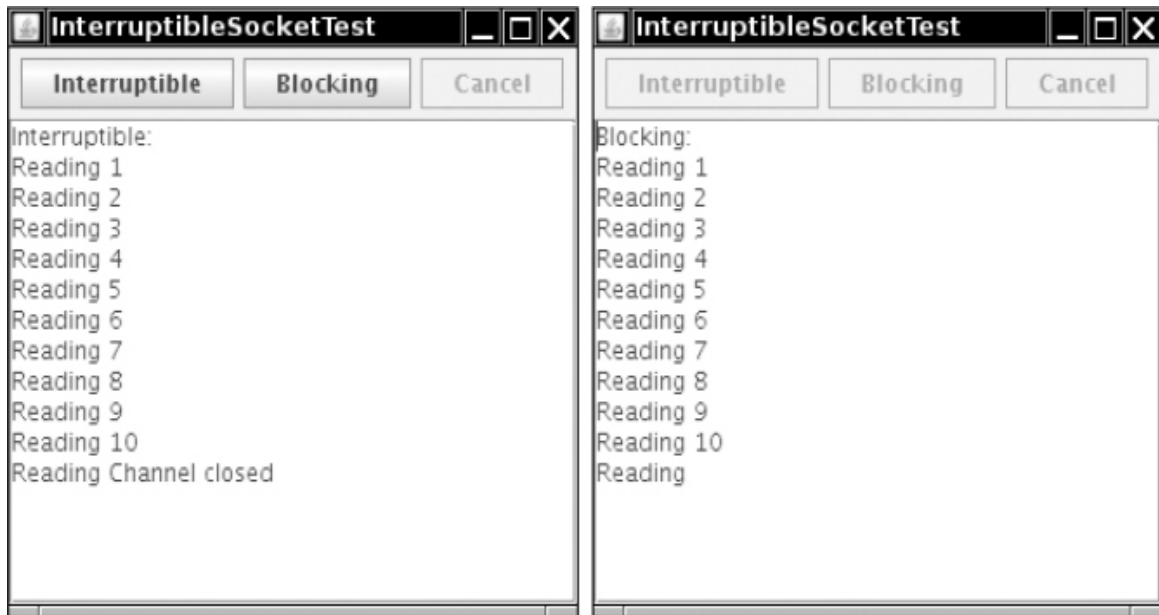 InterruptibleSocketTest
Interruptible Blocking Cancel
Interruptible:
Reading 1
Reading 2
Reading 3
Reading 4
Reading 5
Reading 6
Reading 7
Reading 8
Reading 9
Reading 10
Reading Channel closed
InterruptibleSocketTest
Interruptible Blocking Cancel
Blocking:
Reading 1
Reading 2
Reading 3
Reading 4
Reading 5
Reading 6
Reading 7
Reading 8
Reading 9
Reading 10
Reading